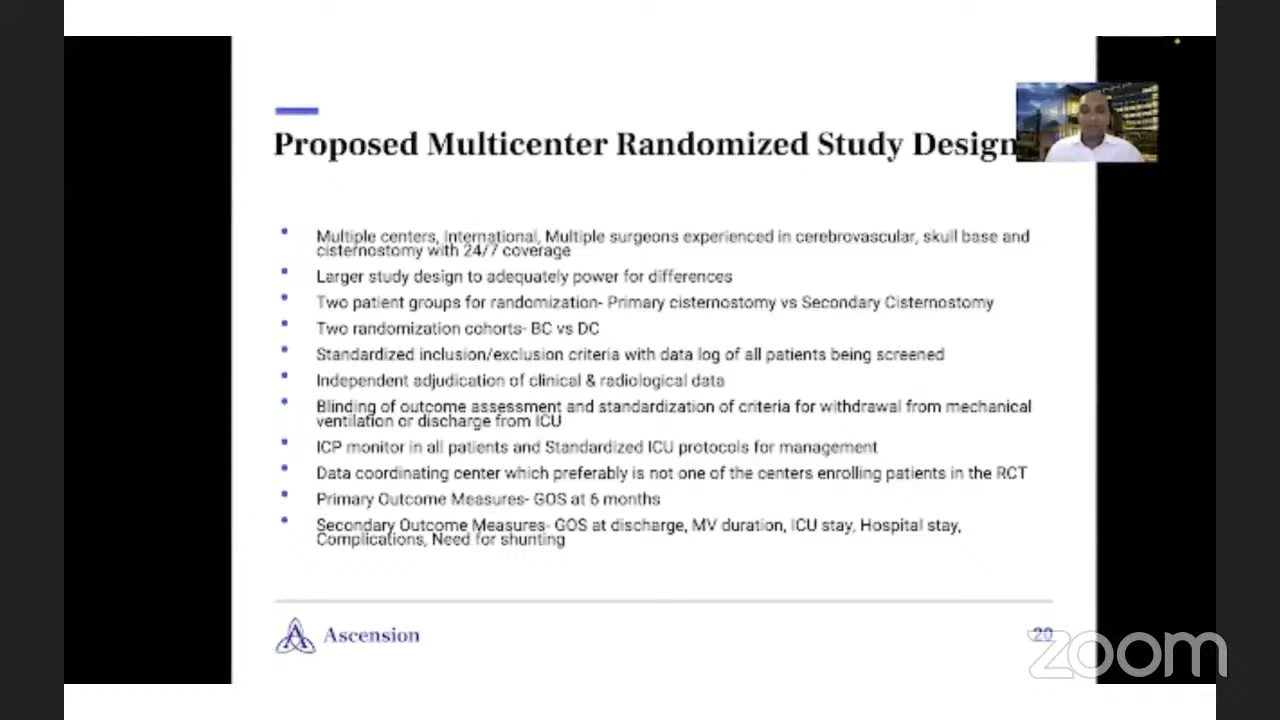 Proposed Multicenter Randomized Study Design
Multiple centers, International, Multiple surgeons experienced in cerebrovascular, skull base and
cisternostomy with 24/7 coverage
Larger study design to adequately power for differences
Two patient groups for randomization- Primary cisternostomy vs Secondary Cisternostomy
Two randomization cohorts- BC vs DC
Standardized inclusion/exclusion criteria with data log of all patients being screened
Independent adjudication of clinical & radiological data
Blinding of outcome assessment and standardization of criteria for withdrawal from mechanical
ventilation or discharge from ICU
ICP monitor in all patients and Standardized ICU protocols for management
Data coordinating center which preferably is not one of the centers enrolling patients in the RCT
Primary Outcome Measures- GOS at 6 months
Secondary Outcome Measures- GOS at discharge, MV duration, ICU stay, Hospital stay,
Complications, Need for shunting
Ascension
20
zoom